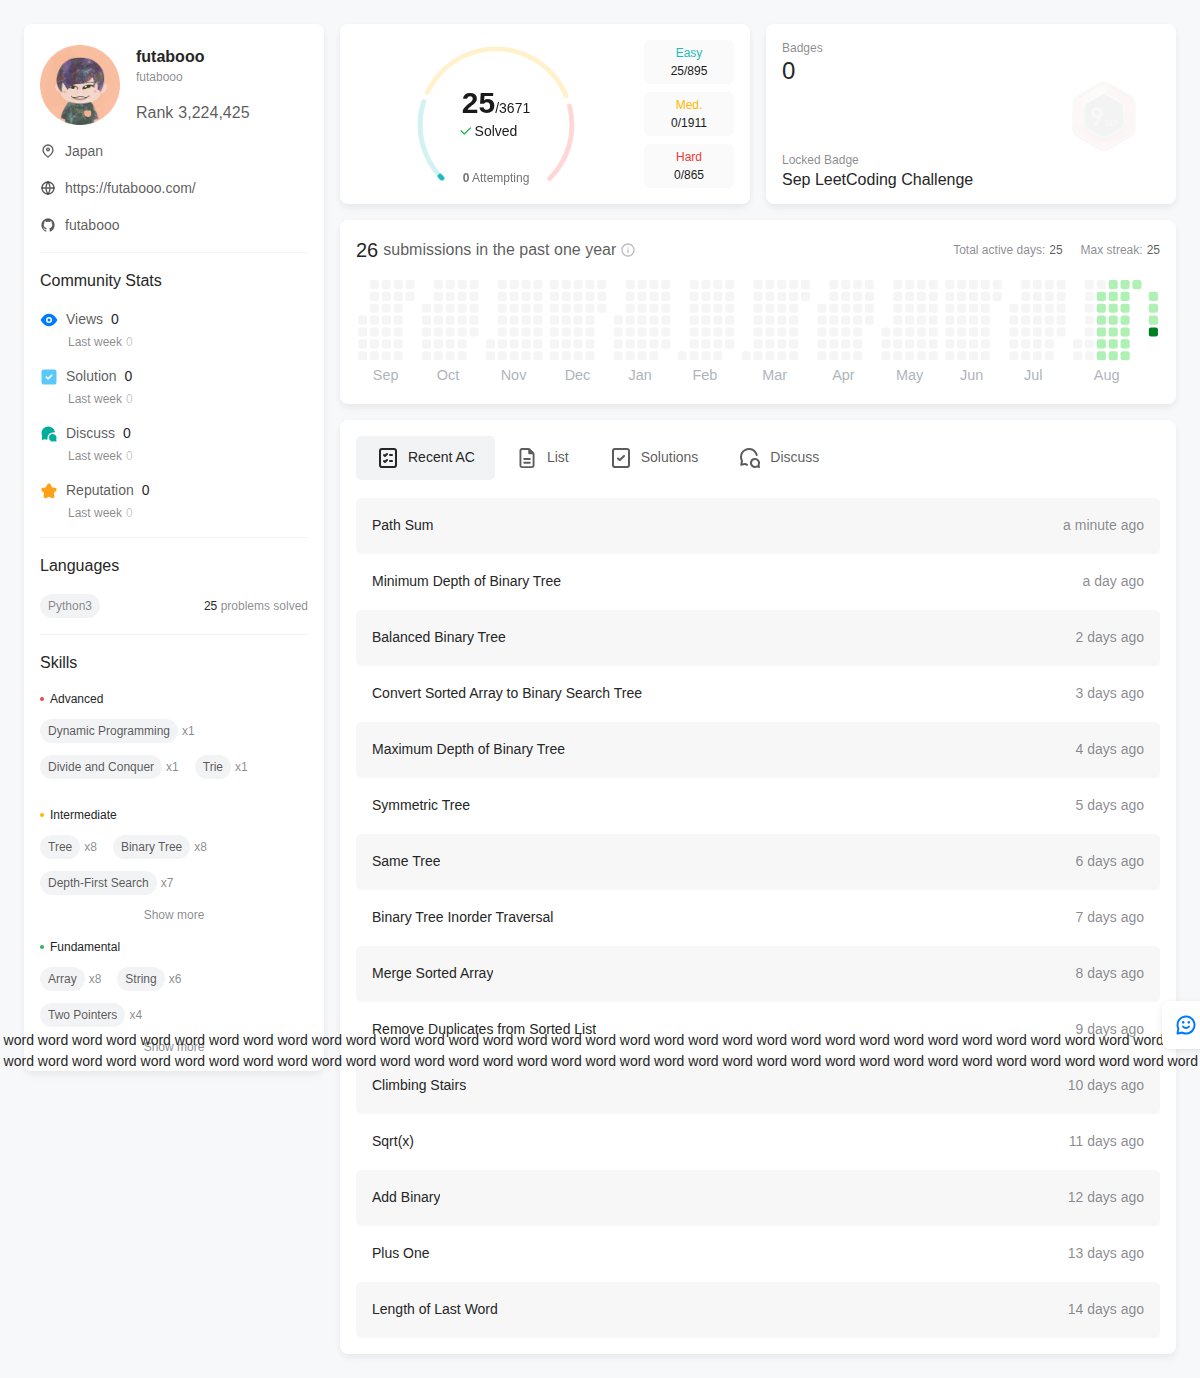 futabooo
futabooo
Rank 3,224,425
Japan
https://futabooo.com/
futabooo
Community Stats
Views 0
Last week 0
Solution 0
Last week 0
Discuss 0
Last week 0
Reputation 0
Last week 0
Languages
Python3 25 problems solved
Skills
Advanced
Dynamic Programming x1
Divide and Conquer x1 Trie x1
Intermediate
Tree x8 Binary Tree x8
Depth-First Search x7
Show more
Fundamental
Array x8 String x6
Two Pointers x4
Show more
25/3671
Solved
0 Attempting
Easy
25/895
Med.
0/1911
Hard
0/865
Badges
0
Locked Badge
Sep LeetCoding Challenge
26 submissions in the past one year Total active days: 25 Max streak: 25
Sep Oct Nov Dec Jan Feb Mar Apr May Jun Jul Aug
Recent AC List Solutions Discuss
Path Sum a minute ago
Minimum Depth of Binary Tree a day ago
Balanced Binary Tree 2 days ago
Convert Sorted Array to Binary Search Tree 3 days ago
Maximum Depth of Binary Tree 4 days ago
Symmetric Tree 5 days ago
Same Tree 6 days ago
Binary Tree Inorder Traversal 7 days ago
Merge Sorted Array 8 days ago
Remove Duplicates from Sorted List 9 days ago
word word word word word word word word word word word word word word word word word word word word word word word word word word word word word word word word word word
word word word word word word word word word word word word word word word word word word word word word word word word word word word word word word word word word word word
Climbing Stairs 10 days ago
Sqrt(x) 11 days ago
Add Binary 12 days ago
Plus One 13 days ago
Length of Last Word 14 days ago